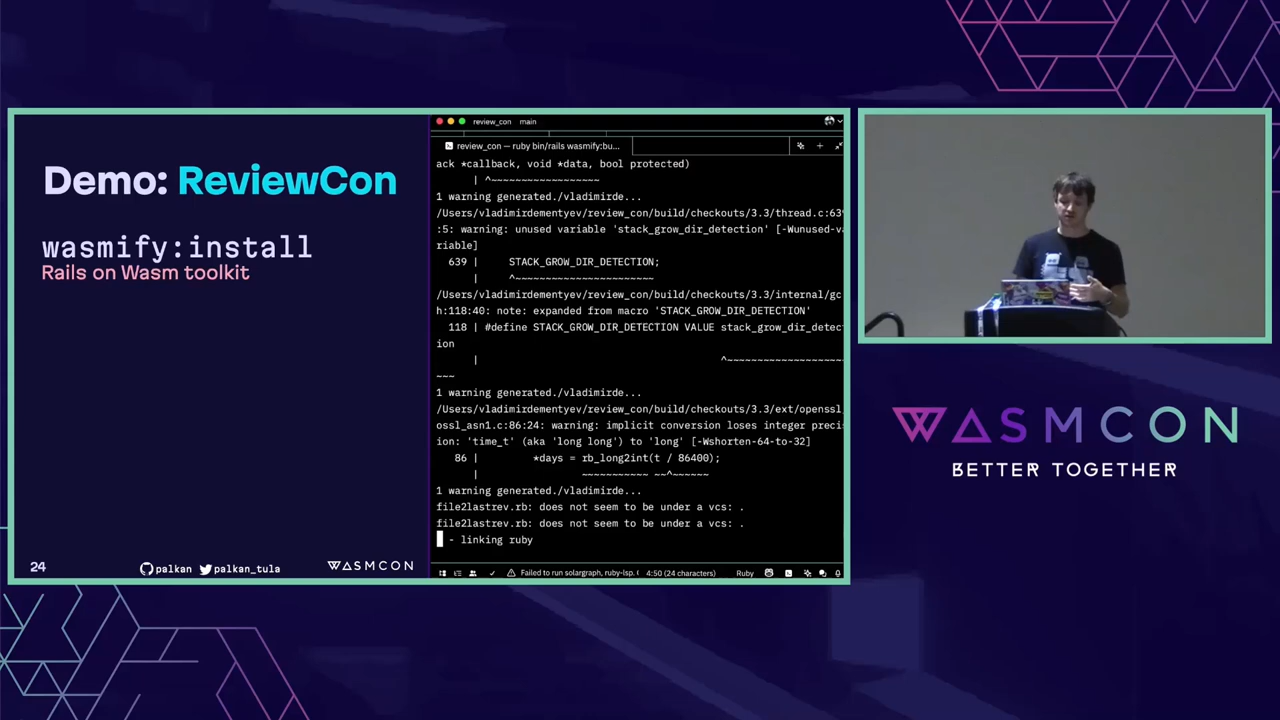 Demo: ReviewCon
wasmify:install
Rails on Wasm toolkit
24
palkan
palkan_tula
WASMCON
review_con
main
review_con — ruby bin/rails wasmify:bu...
ack *callback, void *data, bool protected)
| ^~~~~~~~~~~~~~~~~~~
1 warning generated./vladimirde...
/Users/vladimirdementyev/review_con/build/checkouts/3.3/thread.c:639
:5: warning: unused variable 'stack_grow_dir_detection' [-Wunused-va
riable]
639 | STACK_GROW_DIR_DETECTION;
| ^~~~~~~~~~~~~~~~~~~~~~~~
/Users/vladimirdementyev/review_con/build/checkouts/3.3/internal/gc.
h:118:40: note: expanded from macro 'STACK_GROW_DIR_DETECTION'
118 | #define STACK_GROW_DIR_DETECTION VALUE stack_grow_dir_detect
ion
| ^~~~~~~~~~~~~~~~~~~~~
~~~
1 warning generated./vladimirde...
/Users/vladimirdementyev/review_con/build/checkouts/3.3/ext/openssl/
ossl_asn1.c:86:24: warning: implicit conversion loses integer precis
ion: 'time_t' (aka 'long long') to 'long' [-Wshorten-64-to-32]
86 | *days = rb_long2int(t / 86400);
| ~~~~~~~~~~~ ~~^~~~~~~
1 warning generated./vladimirde...
file2lastrev.rb: does not seem to be under a vcs: .
file2lastrev.rb: does not seem to be under a vcs: .
- linking ruby
Failed to run solargraph, ruby-lsp.
4:50 (24 characters)
Ruby
WASMCON
BETTER TOGETHER